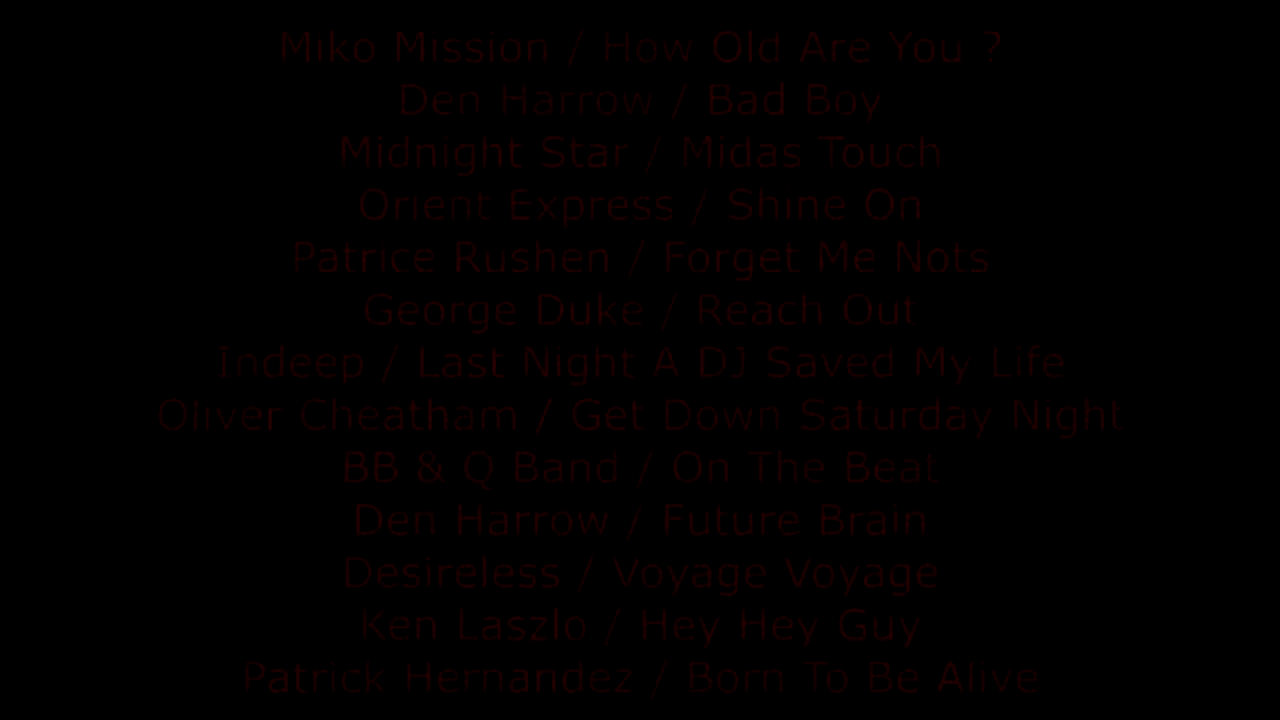 Miko Mission / How Old Are You ?
Den Harrow / Bad Boy
Midnight Star / Midas Touch
Orient Express / Shine On
Patrice Rushen / Forget Me Nots
George Duke / Reach Out
Indeep / Last Night A DJ Saved My Life
Oliver Cheatham / Get Down Saturday Night
BB & Q Band / On The Beat
Den Harrow / Future Brain
Desireless / Voyage Voyage
Ken Laszlo / Hey Hey Guy
Patrick Hernandez / Born To Be Alive